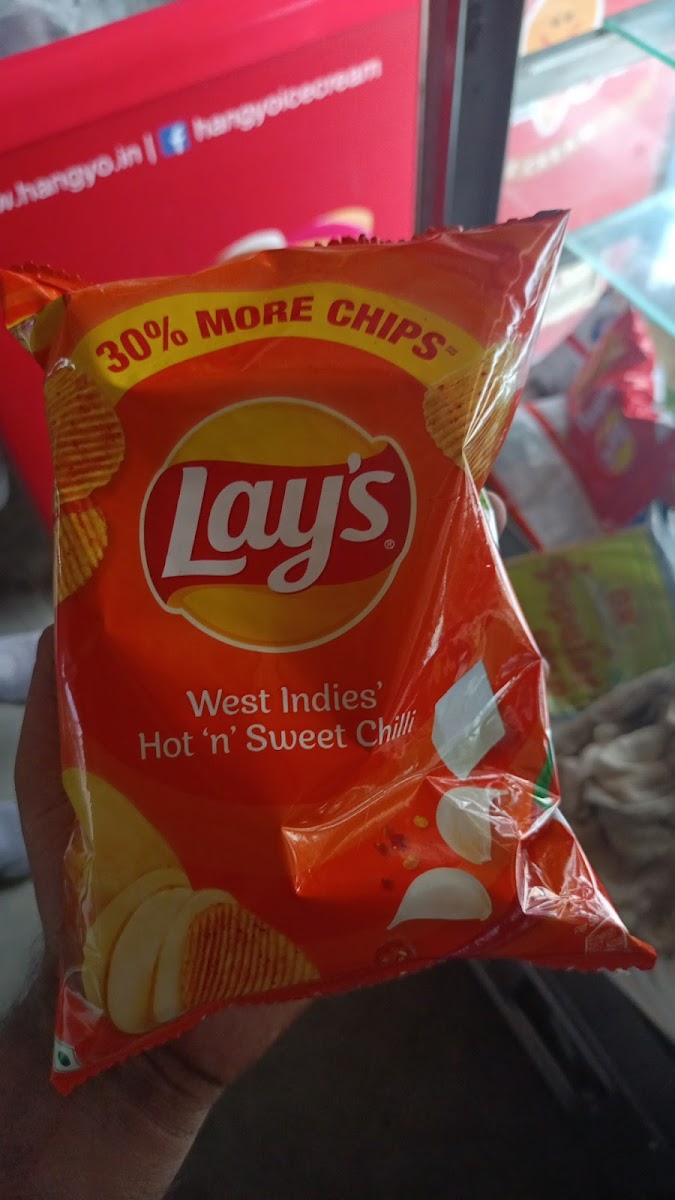 w.hangyo.in | hangyoicecream
30% MORE CHIPS
Lay's
West Indies'
Hot 'n' Sweet Chilli